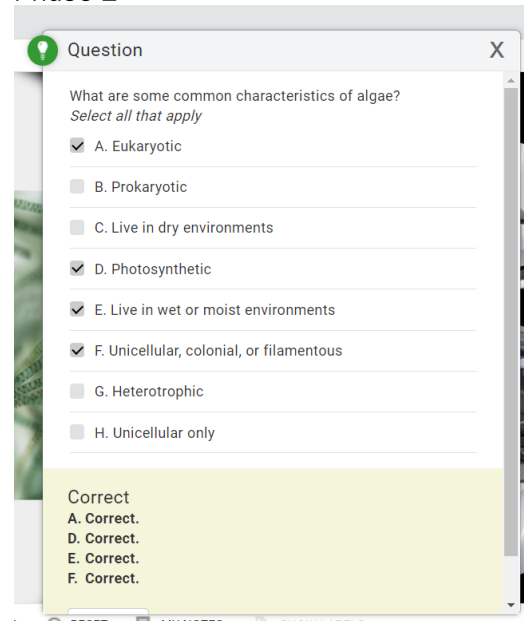 Question
X
What are some common characteristics of algae?
Select all that apply
A. Eukaryotic
B. Prokaryotic
C. Live in dry environments
D. Photosynthetic
E. Live in wet or moist environments
F. Unicellular, colonial, or filamentous
G. Heterotrophic
H. Unicellular only
Correct
A. Correct.
D. Correct.
E. Correct.
F. Correct.